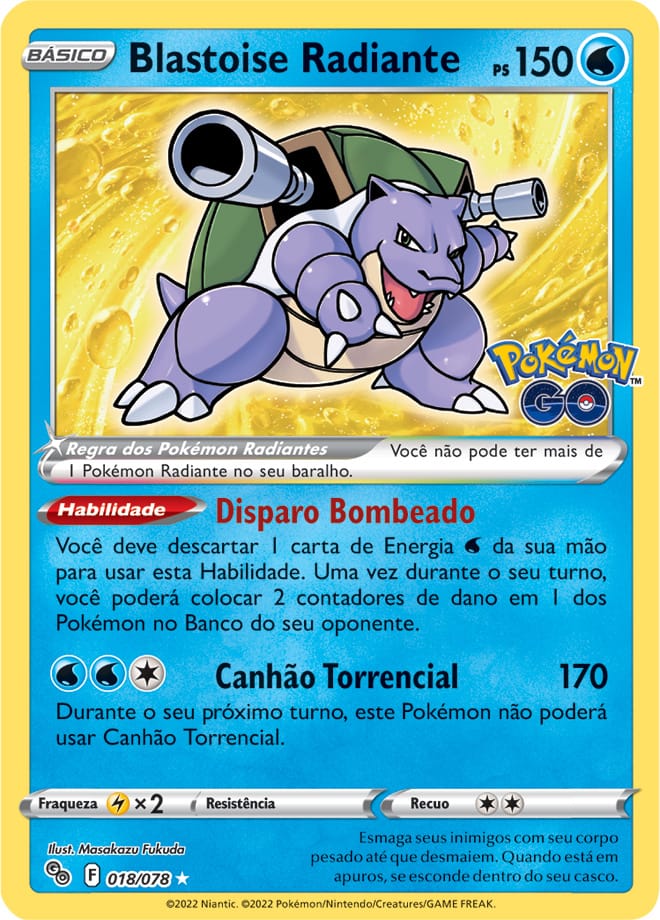 BÁSICO Blastoise Radiante PS 150
POKÉMON™
GO
Regra dos Pokémon Radiantes Você não pode ter mais de
1 Pokémon Radiante no seu baralho.
Habilidade Disparo Bombeado
Você deve descartar 1 carta de Energia da sua mão
para usar esta Habilidade. Uma vez durante o seu turno,
você poderá colocar 2 contadores de dano em 1 dos
Pokémon no Banco do seu oponente.
Canhão Torrencial 170
Durante o seu próximo turno, este Pokémon não poderá
usar Canhão Torrencial.
Fraqueza ×2 Resistência Recuo
Ilust. Masakazu Fukuda
GO F 018/078 ★
Esmaga seus inimigos com seu corpo
pesado até que desmaiem. Quando está em
apuros, se esconde dentro do seu casco.
©2022 Niantic. ©2022 Pokémon/Nintendo/Creatures/GAME FREAK.